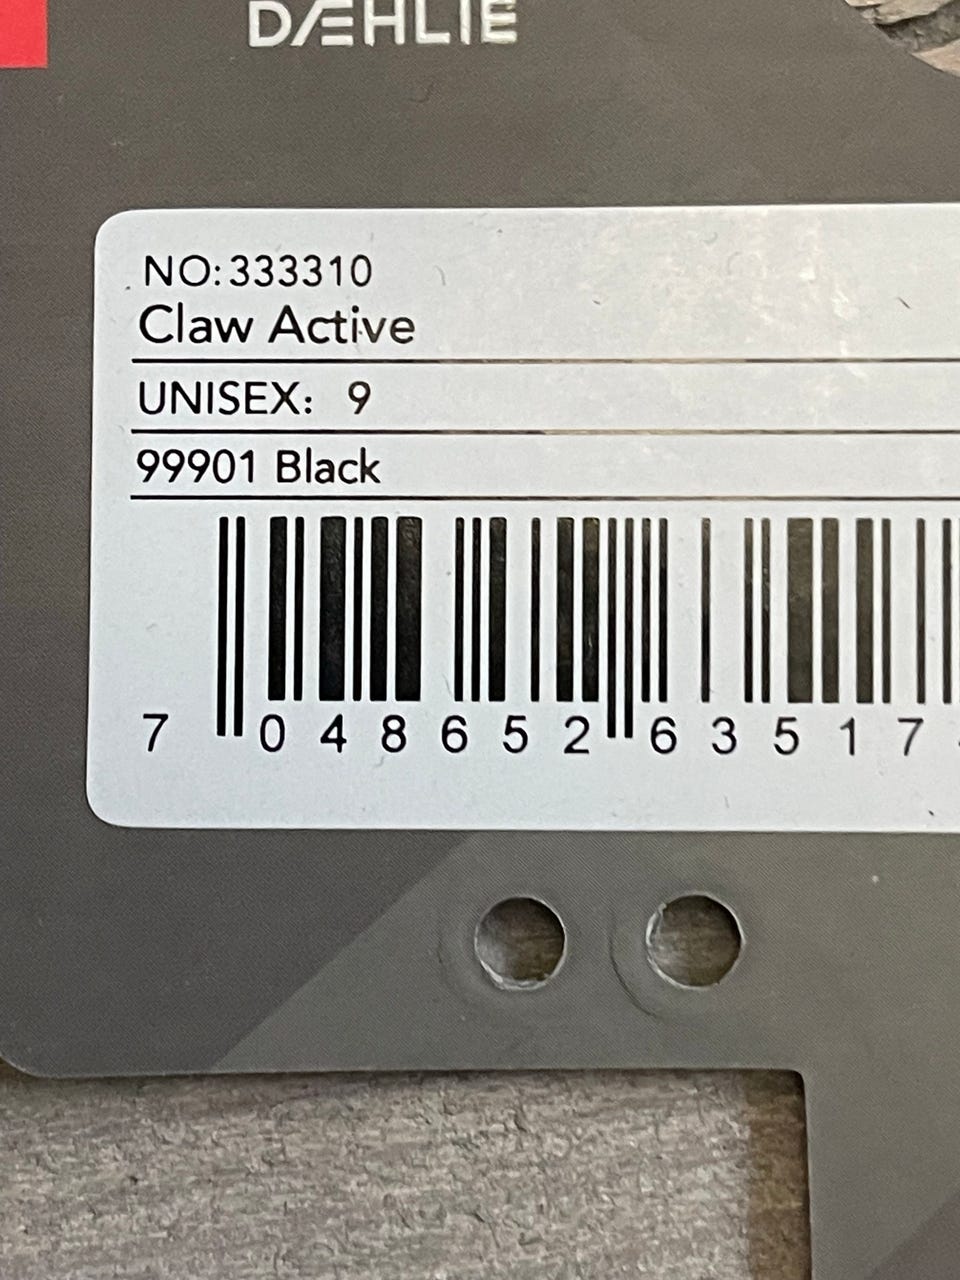 DÆHLIE
NO:333310
Claw Active
UNISEX: 9
99901 Black
7 048652 63517